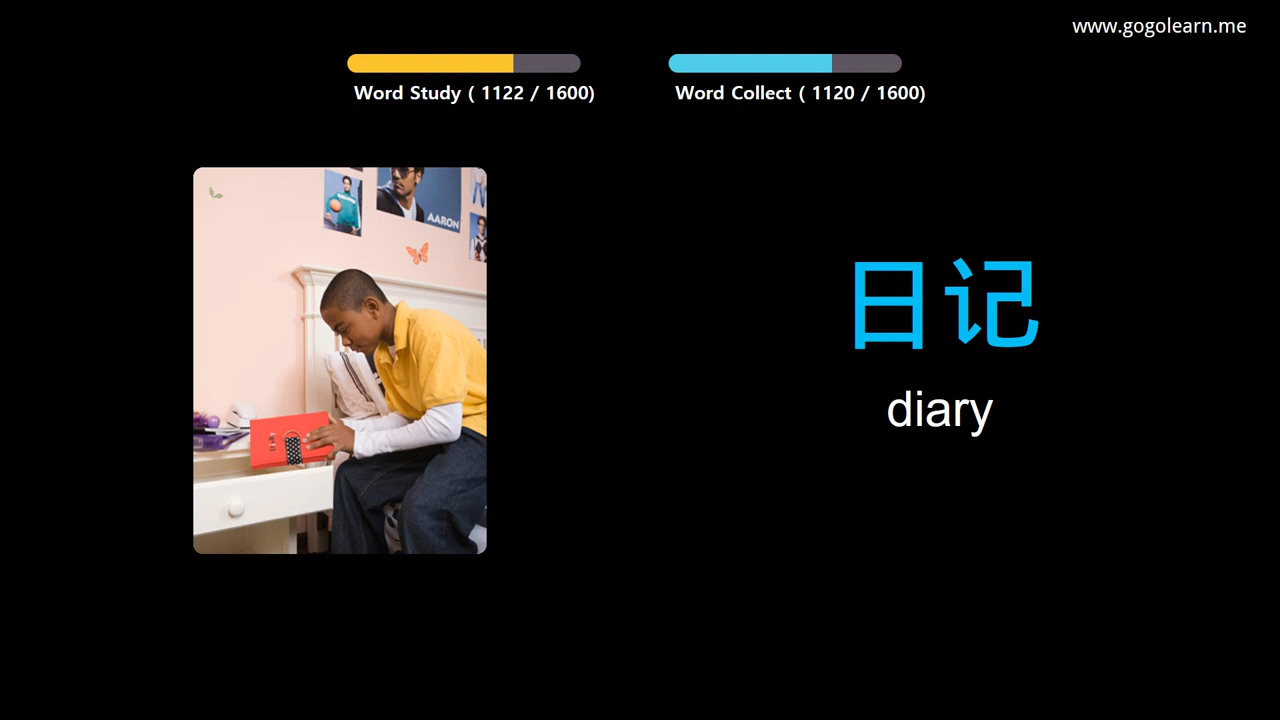 www.gogolearn.me
Word Study ( 1122 / 1600)
Word Collect ( 1120 / 1600)
AARON
日记
diary